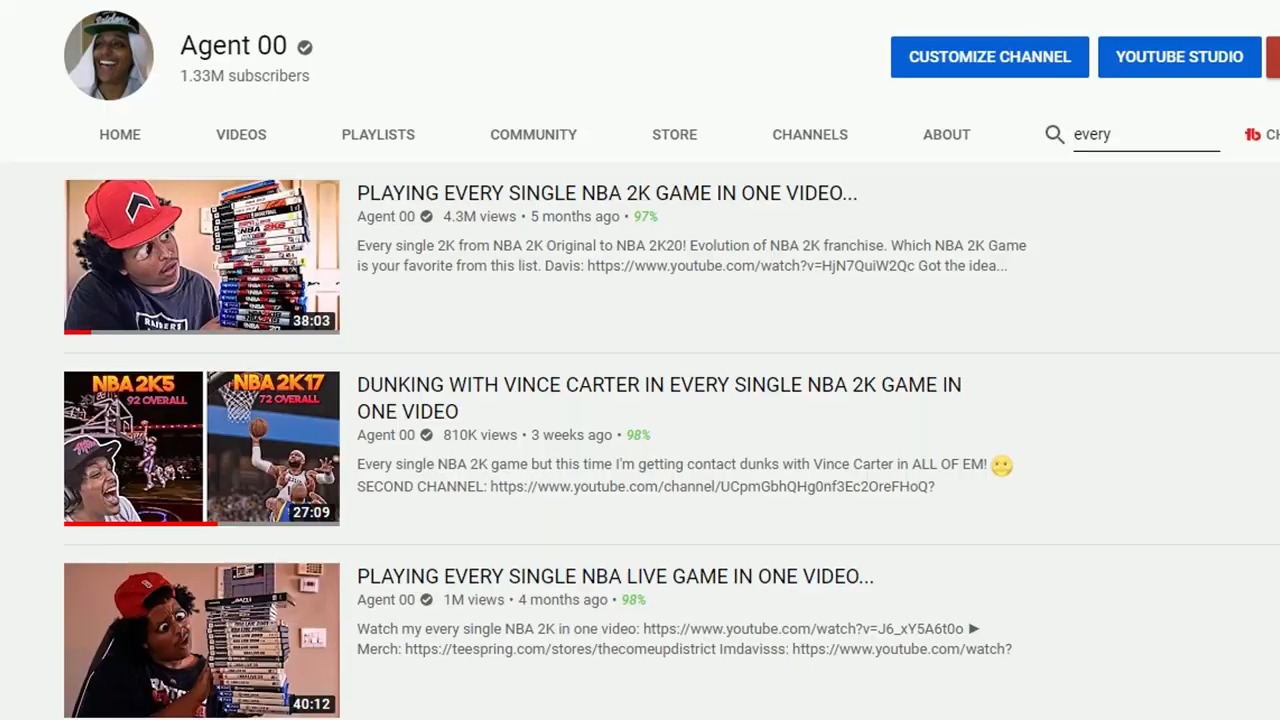 Agent 00
1.33M subscribers
CUSTOMIZE CHANNEL
YOUTUBE STUDIO
HOME
VIDEOS
PLAYLISTS
COMMUNITY
STORE
CHANNELS
ABOUT
every
CH
PLAYING EVERY SINGLE NBA 2K GAME IN ONE VIDEO...
Agent 00 4.3M views • 5 months ago • 97%
Every single 2K from NBA 2K Original to NBA 2K20! Evolution of NBA 2K franchise. Which NBA 2K Game
is your favorite from this list. Davis: https://www.youtube.com/watch?v=HjN7QuiW2Qc Got the idea...
RAIDERS
38:03
NBA 2K5
92 OVERALL
NBA 2K17
72 OVERALL
27:09
DUNKING WITH VINCE CARTER IN EVERY SINGLE NBA 2K GAME IN
ONE VIDEO
Agent 00 810K views • 3 weeks ago • 98%
Every single NBA 2K game but this time I'm getting contact dunks with Vince Carter in ALL OF EM!
SECOND CHANNEL: https://www.youtube.com/channel/UCpmGbhQHg0nf3Ec2OreFHoQ?
PLAYING EVERY SINGLE NBA LIVE GAME IN ONE VIDEO...
Agent 00 1M views • 4 months ago • 98%
Watch my every single NBA 2K in one video: https://www.youtube.com/watch?v=J6_xY5A6t0o ►
Merch: https://teespring.com/stores/thecomeupdistrict Imdavisss: https://www.youtube.com/watch?
40:12